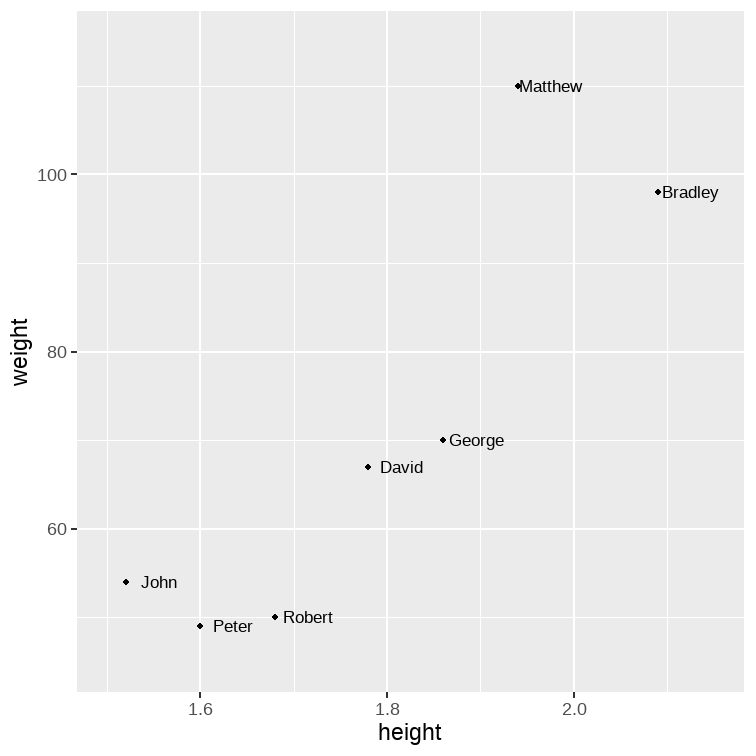 Matthew
100
Bradley
80
weight
George
David
60
John
Robert
Peter
1.6
1.8
2.0
height